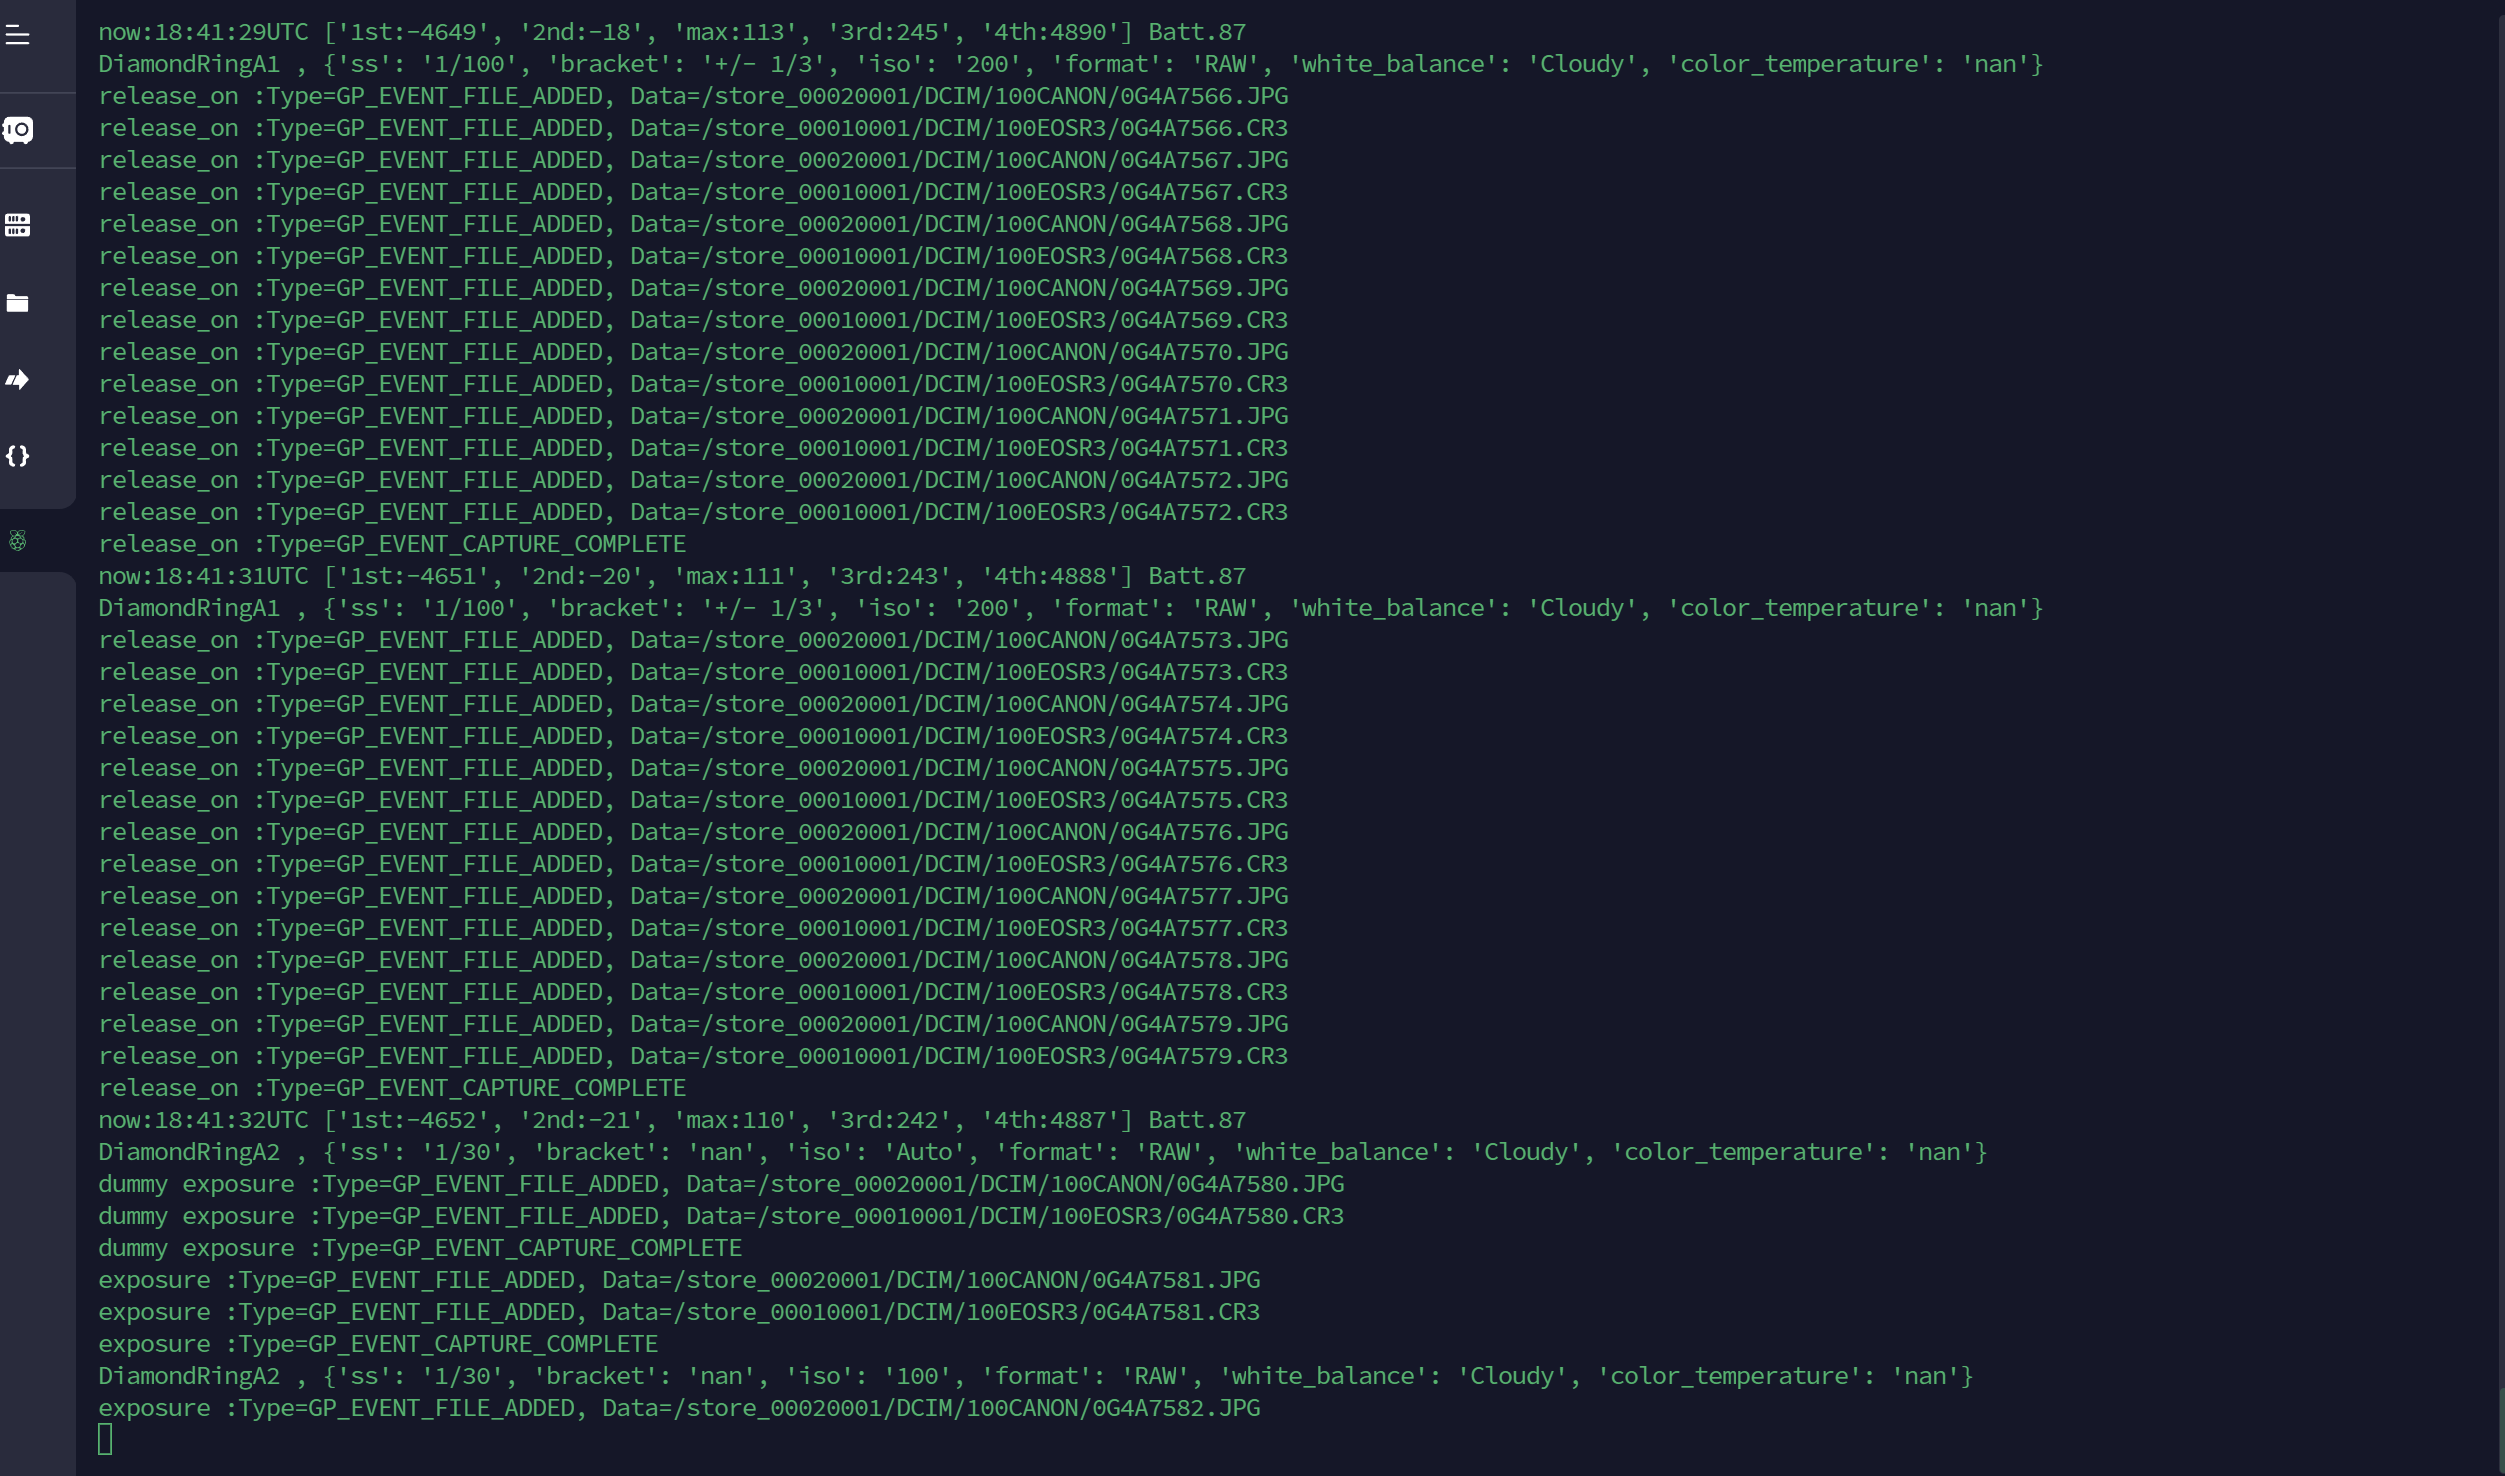 now:18:41:29UTC ['1st:-4649', '2nd:-18', 'max:113', '3rd:245', '4th:4890'] Batt.87
DiamondRingA1 , {'ss': '1/100', 'bracket': '+/- 1/3', 'iso': '200', 'format': 'RAW', 'white_balance': 'Cloudy', 'color_temperature': 'nan'}
release_on :Type=GP_EVENT_FILE_ADDED, Data=/store_00020001/DCIM/100CANON/0G4A7566.JPG
release_on :Type=GP_EVENT_FILE_ADDED, Data=/store_00010001/DCIM/100EOSR3/0G4A7566.CR3
release_on :Type=GP_EVENT_FILE_ADDED, Data=/store_00020001/DCIM/100CANON/0G4A7567.JPG
release_on :Type=GP_EVENT_FILE_ADDED, Data=/store_00010001/DCIM/100EOSR3/0G4A7567.CR3
release_on :Type=GP_EVENT_FILE_ADDED, Data=/store_00020001/DCIM/100CANON/0G4A7568.JPG
release_on :Type=GP_EVENT_FILE_ADDED, Data=/store_00010001/DCIM/100EOSR3/0G4A7568.CR3
release_on :Type=GP_EVENT_FILE_ADDED, Data=/store_00020001/DCIM/100CANON/0G4A7569.JPG
release_on :Type=GP_EVENT_FILE_ADDED, Data=/store_00010001/DCIM/100EOSR3/0G4A7569.CR3
release_on :Type=GP_EVENT_FILE_ADDED, Data=/store_00020001/DCIM/100CANON/0G4A7570.JPG
release_on :Type=GP_EVENT_FILE_ADDED, Data=/store_00010001/DCIM/100EOSR3/0G4A7570.CR3
release_on :Type=GP_EVENT_FILE_ADDED, Data=/store_00020001/DCIM/100CANON/0G4A7571.JPG
release_on :Type=GP_EVENT_FILE_ADDED, Data=/store_00010001/DCIM/100EOSR3/0G4A7571.CR3
release_on :Type=GP_EVENT_FILE_ADDED, Data=/store_00020001/DCIM/100CANON/0G4A7572.JPG
release_on :Type=GP_EVENT_FILE_ADDED, Data=/store_00010001/DCIM/100EOSR3/0G4A7572.CR3
release_on :Type=GP_EVENT_CAPTURE_COMPLETE
now:18:41:31UTC ['1st:-4651', '2nd:-20', 'max:111', '3rd:243', '4th:4888'] Batt.87
DiamondRingA1 , {'ss': '1/100', 'bracket': '+/- 1/3', 'iso': '200', 'format': 'RAW', 'white_balance': 'Cloudy', 'color_temperature': 'nan'}
release_on :Type=GP_EVENT_FILE_ADDED, Data=/store_00020001/DCIM/100CANON/0G4A7573.JPG
release_on :Type=GP_EVENT_FILE_ADDED, Data=/store_00010001/DCIM/100EOSR3/0G4A7573.CR3
release_on :Type=GP_EVENT_FILE_ADDED, Data=/store_00020001/DCIM/100CANON/0G4A7574.JPG
release_on :Type=GP_EVENT_FILE_ADDED, Data=/store_00010001/DCIM/100EOSR3/0G4A7574.CR3
release_on :Type=GP_EVENT_FILE_ADDED, Data=/store_00020001/DCIM/100CANON/0G4A7575.JPG
release_on :Type=GP_EVENT_FILE_ADDED, Data=/store_00010001/DCIM/100EOSR3/0G4A7575.CR3
release_on :Type=GP_EVENT_FILE_ADDED, Data=/store_00020001/DCIM/100CANON/0G4A7576.JPG
release_on :Type=GP_EVENT_FILE_ADDED, Data=/store_00010001/DCIM/100EOSR3/0G4A7576.CR3
release_on :Type=GP_EVENT_FILE_ADDED, Data=/store_00020001/DCIM/100CANON/0G4A7577.JPG
release_on :Type=GP_EVENT_FILE_ADDED, Data=/store_00010001/DCIM/100EOSR3/0G4A7577.CR3
release_on :Type=GP_EVENT_FILE_ADDED, Data=/store_00020001/DCIM/100CANON/0G4A7578.JPG
release_on :Type=GP_EVENT_FILE_ADDED, Data=/store_00010001/DCIM/100EOSR3/0G4A7578.CR3
release_on :Type=GP_EVENT_FILE_ADDED, Data=/store_00020001/DCIM/100CANON/0G4A7579.JPG
release_on :Type=GP_EVENT_FILE_ADDED, Data=/store_00010001/DCIM/100EOSR3/0G4A7579.CR3
release_on :Type=GP_EVENT_CAPTURE_COMPLETE
now:18:41:32UTC ['1st:-4652', '2nd:-21', 'max:110', '3rd:242', '4th:4887'] Batt.87
DiamondRingA2 , {'ss': '1/30', 'bracket': 'nan', 'iso': 'Auto', 'format': 'RAW', 'white_balance': 'Cloudy', 'color_temperature': 'nan'}
dummy exposure :Type=GP_EVENT_FILE_ADDED, Data=/store_00020001/DCIM/100CANON/0G4A7580.JPG
dummy exposure :Type=GP_EVENT_FILE_ADDED, Data=/store_00010001/DCIM/100EOSR3/0G4A7580.CR3
dummy exposure :Type=GP_EVENT_CAPTURE_COMPLETE
exposure :Type=GP_EVENT_FILE_ADDED, Data=/store_00020001/DCIM/100CANON/0G4A7581.JPG
exposure :Type=GP_EVENT_FILE_ADDED, Data=/store_00010001/DCIM/100EOSR3/0G4A7581.CR3
exposure :Type=GP_EVENT_CAPTURE_COMPLETE
DiamondRingA2 , {'ss': '1/30', 'bracket': 'nan', 'iso': '100', 'format': 'RAW', 'white_balance': 'Cloudy', 'color_temperature': 'nan'}
exposure :Type=GP_EVENT_FILE_ADDED, Data=/store_00020001/DCIM/100CANON/0G4A7582.JPG